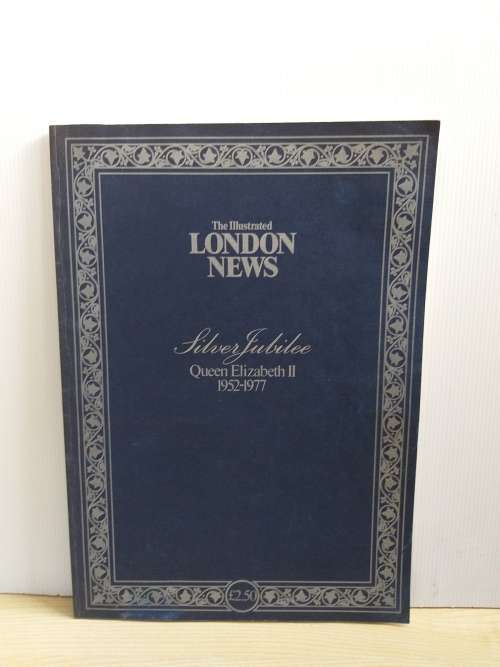 The Illustrated
LONDON
NEWS
Silver Jubilee
Queen Elizabeth II
1952-1977
£2.50